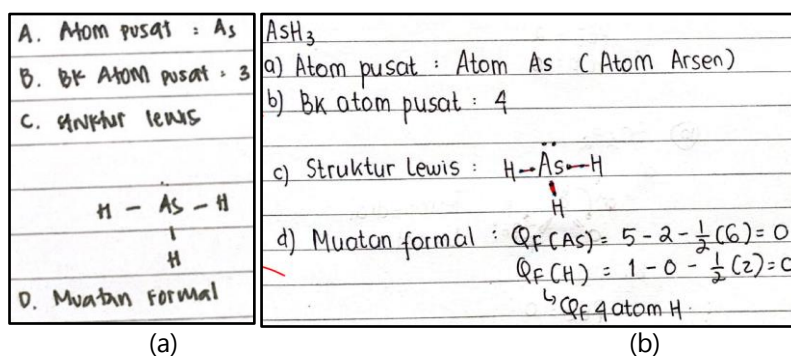 A. Atom pusat : As
B. BK Atom pusat : 3
C. struktur lewis
H - As - H
H
D. Muatan Formal
(a)
AsH3
a) Atom pusat : Atom As (Atom Arsen)
b) BK atom pusat : 4
c) Struktur Lewis : H-As-H
H
d) Muatan formal : QF(As) = 5 - 2 - 1/2 (6) = 0
QF(H) = 1 - 0 - 1/2 (2) = 0
↳ QF 4 atom H
(b)